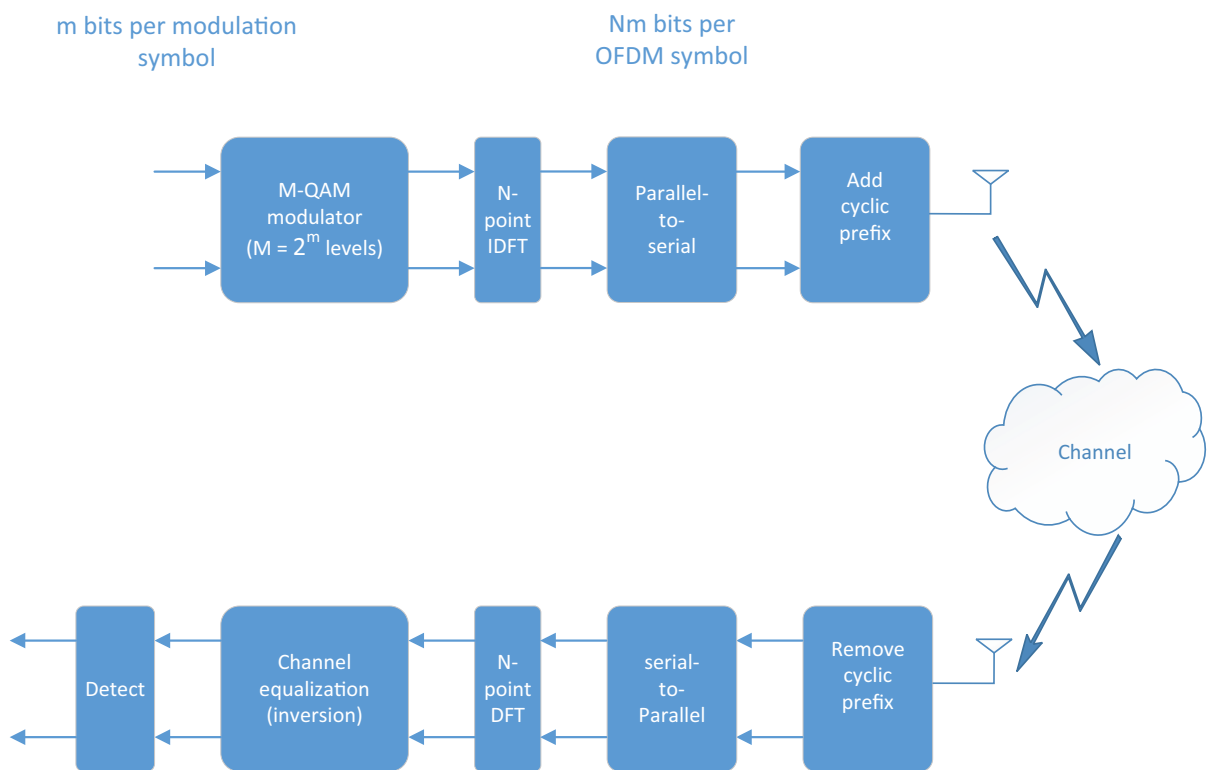 m bits per modulation
symbol
Nm bits per
OFDM symbol
M-QAM
modulator
(M = 2^m levels)
N-
point
IDFT
Parallel-
to-
serial
Add
cyclic
prefix
Channel
Remove
cyclic
prefix
serial-
to-
Parallel
N-
point
DFT
Channel
equalization
(inversion)
Detect